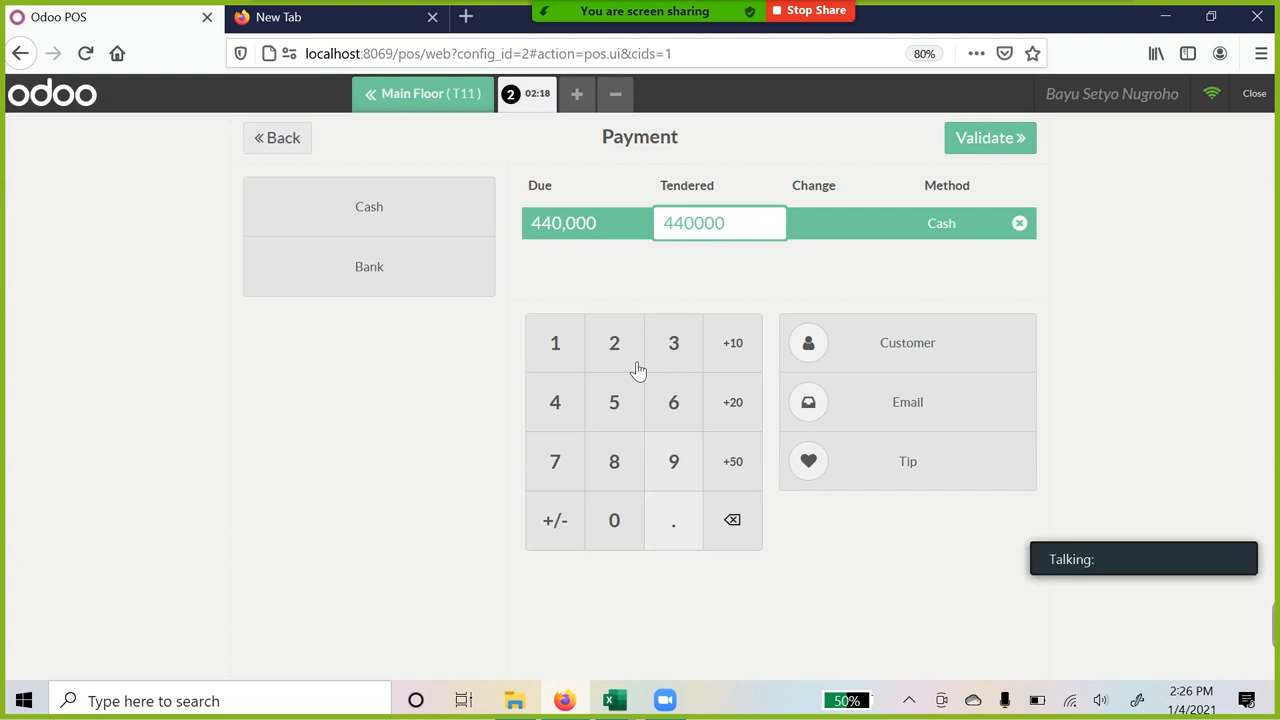 Odoo POS
New Tab
You are screen sharing
Stop Share
localhost:8069/pos/web?config_id=2#action=pos.ui&cids=1
80%
odoo
Main Floor ( T11 )
2 02:18
Bayu Setyo Nugroho
Close
Back
Payment
Validate
Due Tendered Change Method
440,000 440000 Cash
Cash
Bank
1 2 3 +10
4 5 6 +20
7 8 9 +50
+/- 0 .
Customer
Email
Tip
Talking:
Type here to search
50%
2:26 PM
1/4/2021